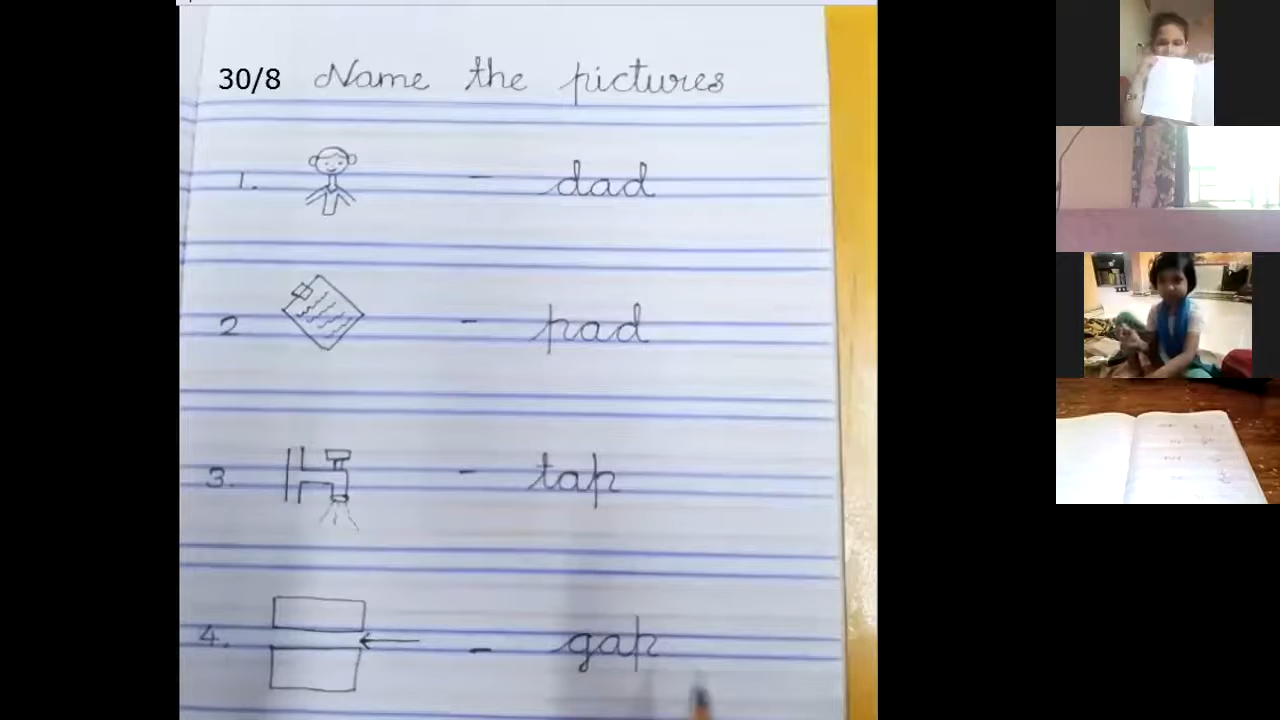 30/8 Name the pictures
1. - dad
2 - pad
3. - tap
4. - gap